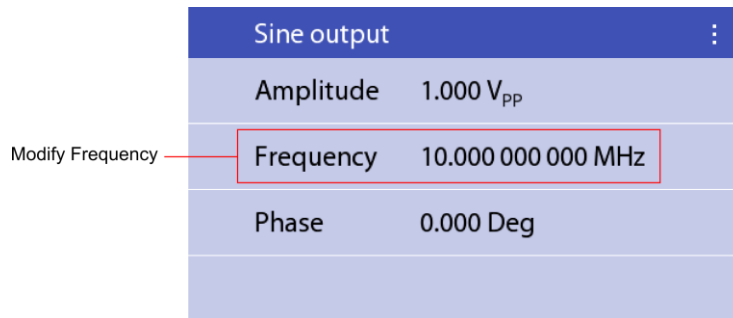 Sine output
Amplitude 1.000 VPP
Modify Frequency
Frequency 10.000 000 000 MHz
Phase 0.000 Deg